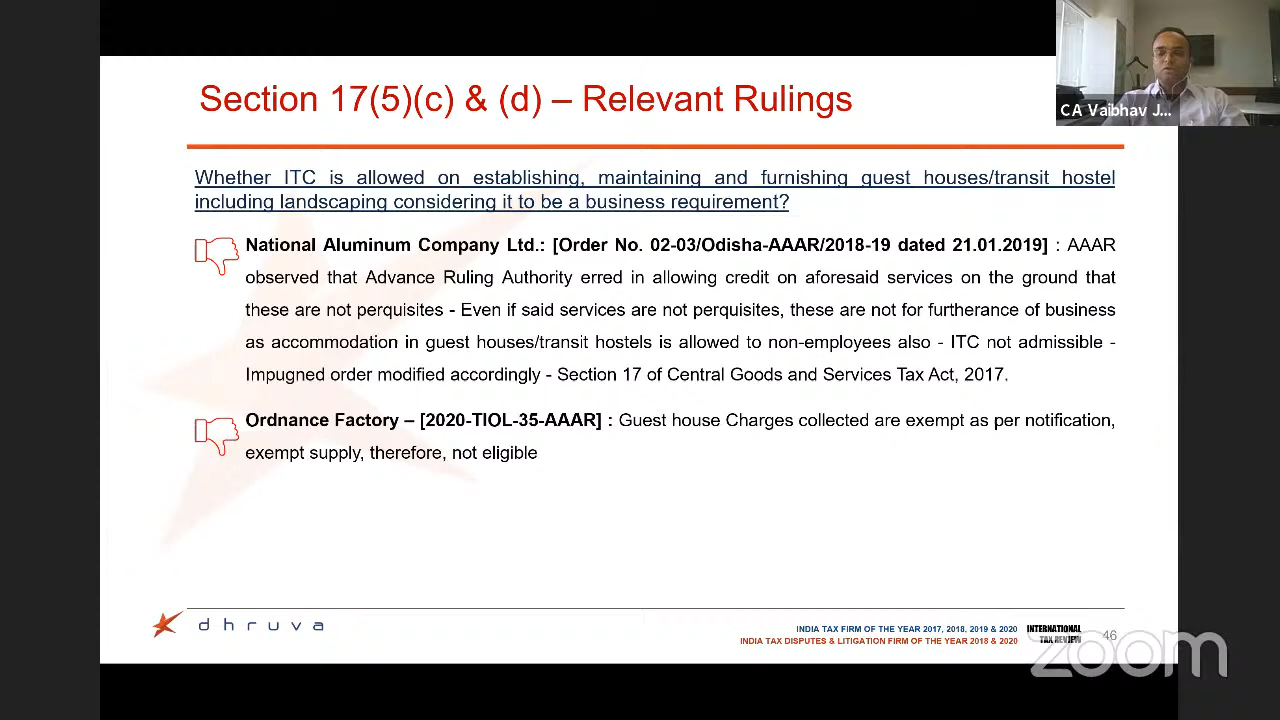 Section 17(5)(c) & (d) – Relevant Rulings
CA Vaibhav J...
Whether ITC is allowed on establishing, maintaining and furnishing guest houses/transit hostel
including landscaping considering it to be a business requirement?
National Aluminum Company Ltd.: [Order No. 02-03/Odisha-AAAR/2018-19 dated 21.01.2019] : AAAR
observed that Advance Ruling Authority erred in allowing credit on aforesaid services on the ground that
these are not perquisites - Even if said services are not perquisites, these are not for furtherance of business
as accommodation in guest houses/transit hostels is allowed to non-employees also - ITC not admissible -
Impugned order modified accordingly - Section 17 of Central Goods and Services Tax Act, 2017.
Ordnance Factory – [2020-TIOL-35-AAAR] : Guest house Charges collected are exempt as per notification,
exempt supply, therefore, not eligible
dhruva
INDIA TAX FIRM OF THE YEAR 2017, 2018, 2019 & 2020
INDIA TAX DISPUTES & LITIGATION FIRM OF THE YEAR 2018 & 2020
INTERNATIONAL
TAX REVIEW
46
zoom